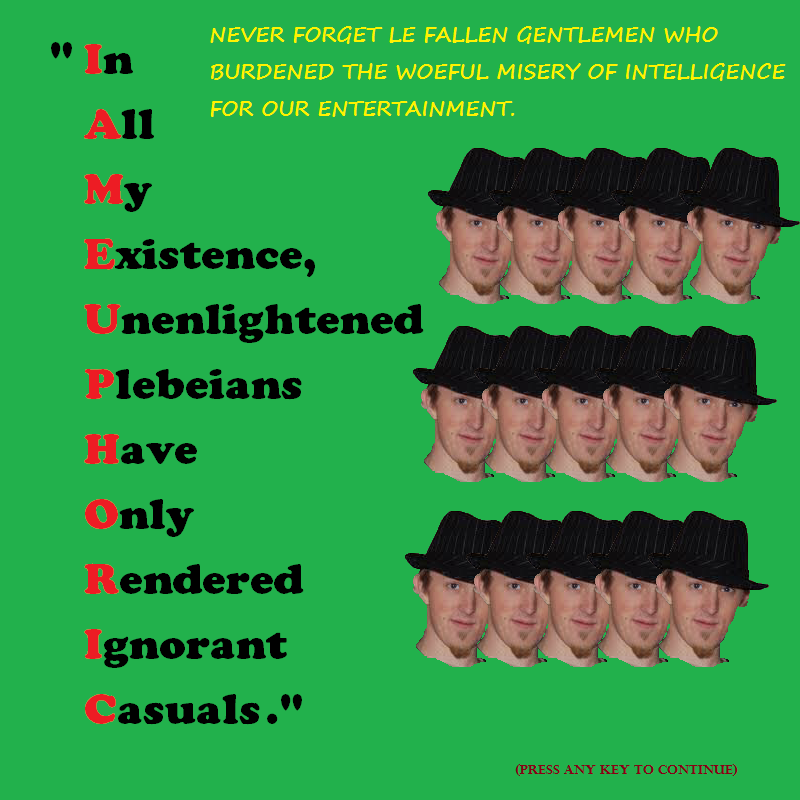 NEVER FORGET LE FALLEN GENTLEMEN WHO
BURDENED THE WOEFUL MISERY OF INTELLIGENCE
FOR OUR ENTERTAINMENT.
"In
All
My
Existence,
Unenlightened
Plebeians
Have
Only
Rendered
Ignorant
Casuals."
(PRESS ANY KEY TO CONTINUE)